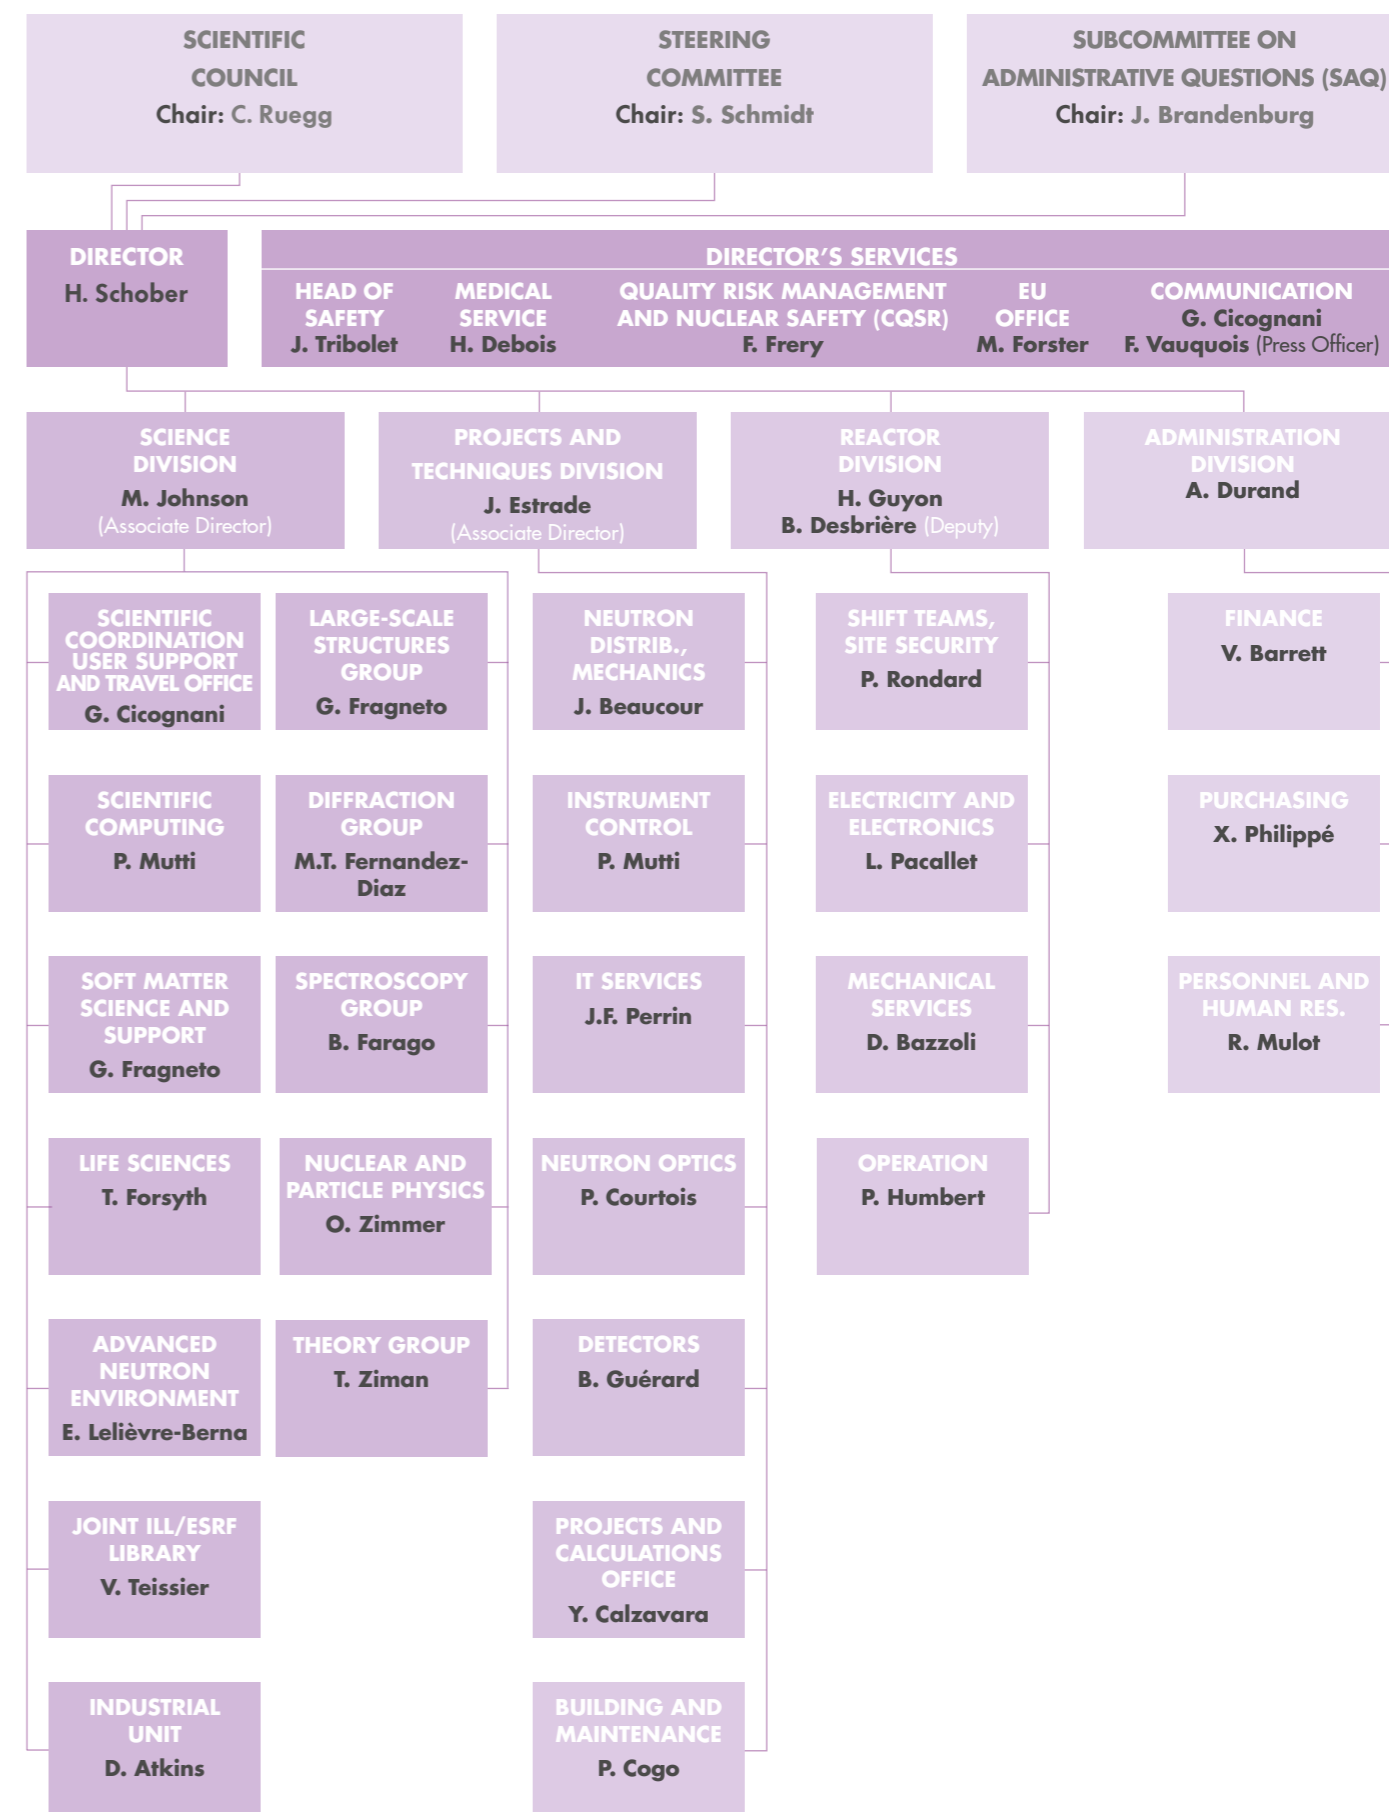 SCIENTIFIC
COUNCIL
Chair: C. Ruegg
STEERING
COMMITTEE
Chair: S. Schmidt
SUBCOMMITTEE ON
ADMINISTRATIVE QUESTIONS (SAQ)
Chair: J. Brandenburg
DIRECTOR
H. Schober
DIRECTOR'S SERVICES
HEAD OF
SAFETY
J. Tribolet
MEDICAL
SERVICE
H. Debois
QUALITY RISK MANAGEMENT
AND NUCLEAR SAFETY (CQSR)
F. Frery
EU
OFFICE
M. Forster
COMMUNICATION
G. Cicognani
F. Vauquois (Press Officer)
SCIENCE
DIVISION
M. Johnson
(Associate Director)
PROJECTS AND
TECHNIQUES DIVISION
J. Estrade
(Associate Director)
REACTOR
DIVISION
H. Guyon
B. Desbrière (Deputy)
ADMINISTRATION
DIVISION
A. Durand
SCIENTIFIC
COORDINATION
USER SUPPORT
AND TRAVEL OFFICE
G. Cicognani
LARGE-SCALE
STRUCTURES
GROUP
G. Fragneto
NEUTRON
DISTRIB.,
MECHANICS
J. Beaucour
SHIFT TEAMS,
SITE SECURITY
P. Rondard
FINANCE
V. Barrett
SCIENTIFIC
COMPUTING
P. Mutti
DIFFRACTION
GROUP
M.T. Fernandez-
Diaz
INSTRUMENT
CONTROL
P. Mutti
ELECTRICITY AND
ELECTRONICS
L. Pacallet
PURCHASING
X. Philippé
SOFT MATTER
SCIENCE AND
SUPPORT
G. Fragneto
SPECTROSCOPY
GROUP
B. Farago
IT SERVICES
J.F. Perrin
MECHANICAL
SERVICES
D. Bazzoli
PERSONNEL AND
HUMAN RES.
R. Mulot
LIFE SCIENCES
T. Forsyth
NUCLEAR AND
PARTICLE PHYSICS
O. Zimmer
NEUTRON OPTICS
P. Courtois
OPERATION
P. Humbert
ADVANCED
NEUTRON
ENVIRONMENT
E. Lelièvre-Berna
THEORY GROUP
T. Ziman
DETECTORS
B. Guérard
JOINT ILL/ESRF
LIBRARY
V. Teissier
PROJECTS AND
CALCULATIONS
OFFICE
Y. Calzavara
INDUSTRIAL
UNIT
D. Atkins
BUILDING AND
MAINTENANCE
P. Cogo